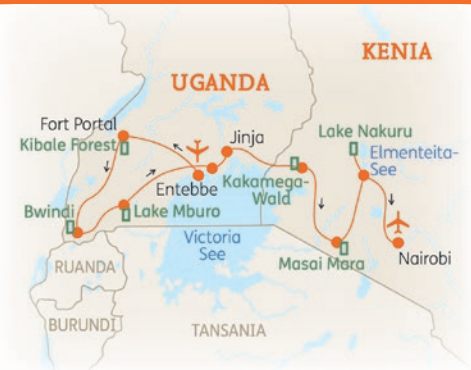 KENIA
UGANDA
Fort Portal
Kibale Forest
Jinja
Lake Nakuru
Elmenteita-
See
Entebbe
Kakamega-
Wald
Bwindi
Lake Mburo
Victoria
See
Masai Mara
Nairobi
RUANDA
BURUNDI
TANSANIA